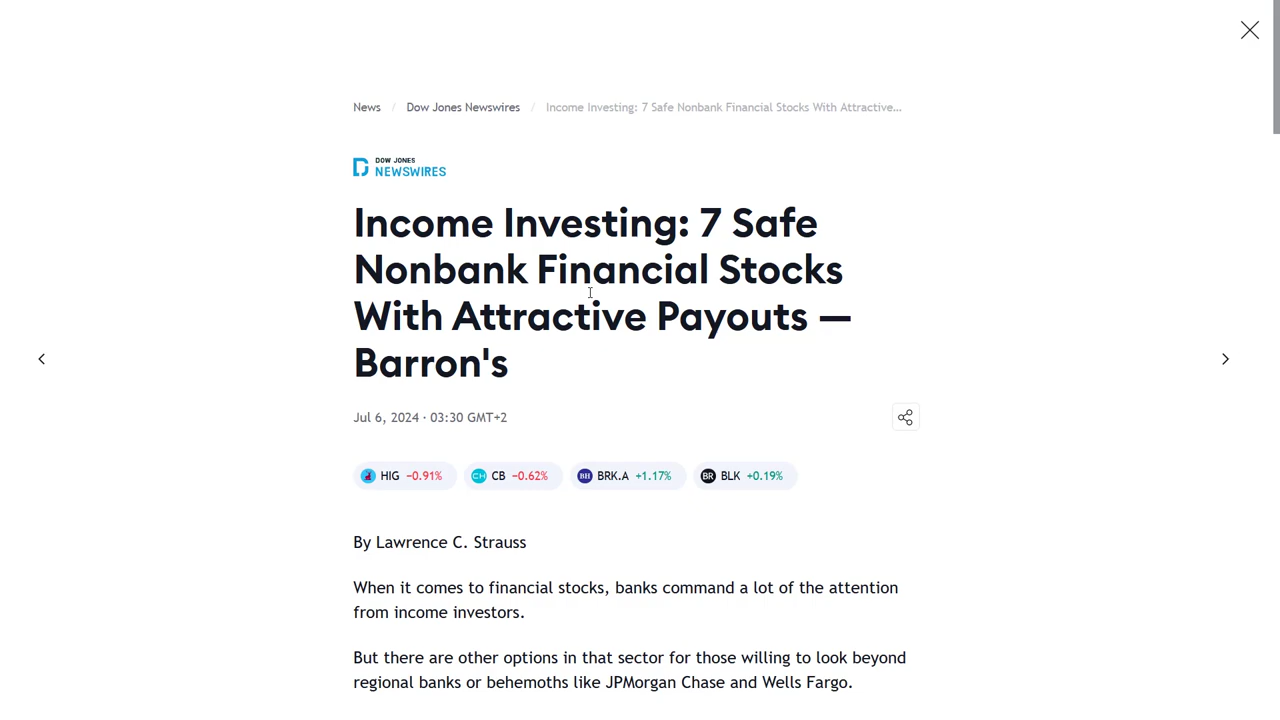 News / Dow Jones Newswires / Income Investing: 7 Safe Nonbank Financial Stocks With Attractive...
DOW JONES
NEWSWIRES
Income Investing: 7 Safe
Nonbank Financial Stocks
With Attractive Payouts —
Barron's
Jul 6, 2024 · 03:30 GMT+2
HIG −0.91% CH CB −0.62% BH BRK.A +1.17% BR BLK +0.19%
By Lawrence C. Strauss
When it comes to financial stocks, banks command a lot of the attention
from income investors.
But there are other options in that sector for those willing to look beyond
regional banks or behemoths like JPMorgan Chase and Wells Fargo.